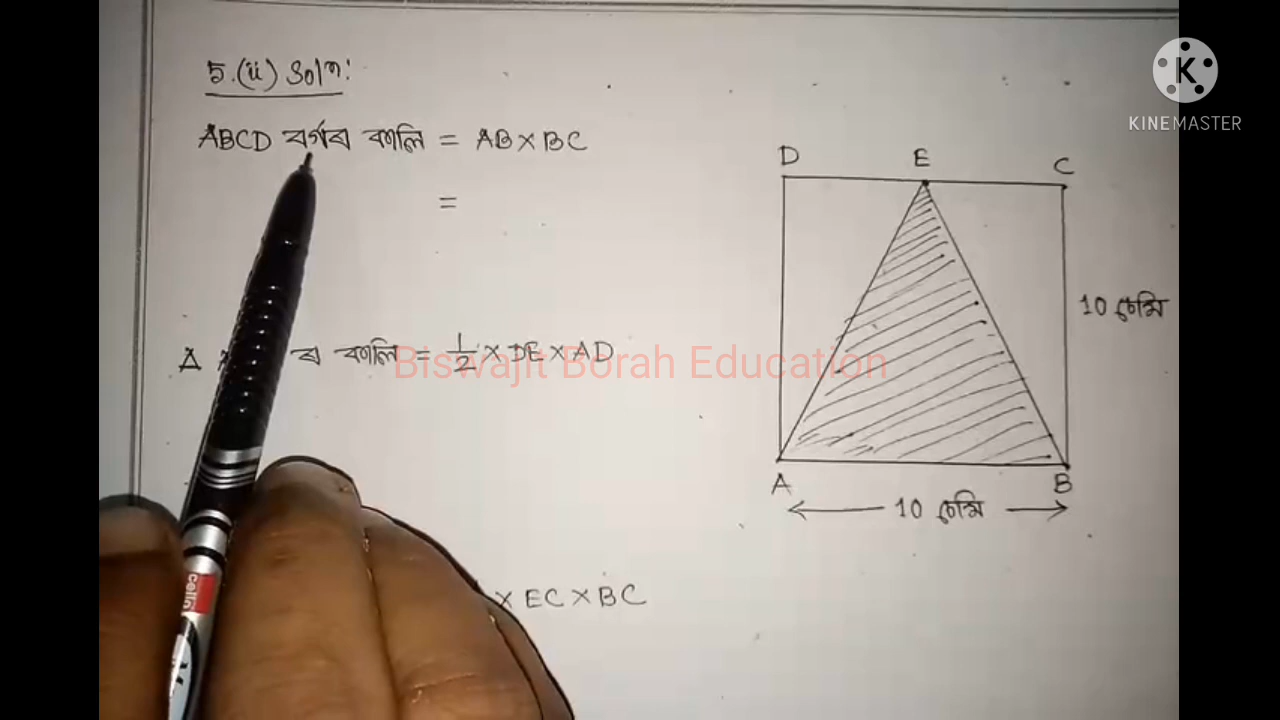 5.(ii) Soln:
ABCD বৰ্গৰ কালি = AB × BC
=
Δ ৰ কালি = 1/2 × DE × AD
× EC × BC
D E C
10 চেমি
A B
10 চেমি
Biswajit Borah Education
KINEMASTER
cello